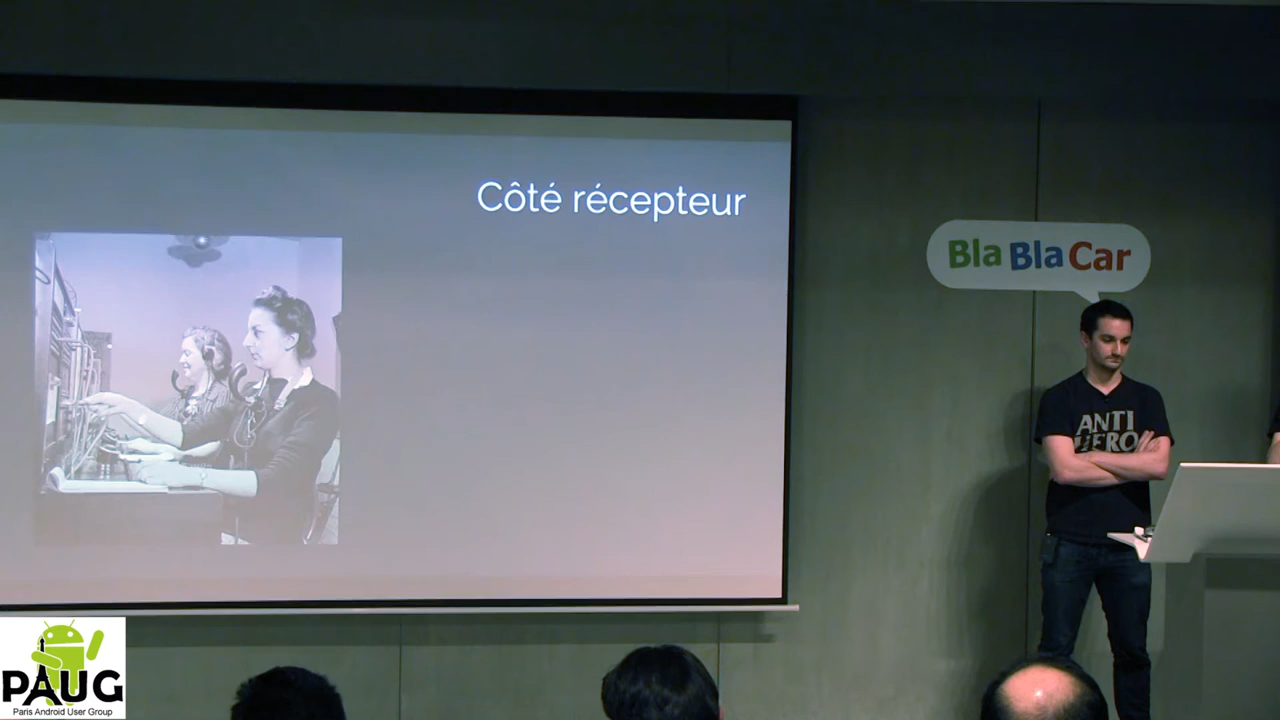 Côté récepteur
BlaBlaCar
ANTI
HERO
PAUG
Paris Android User Group